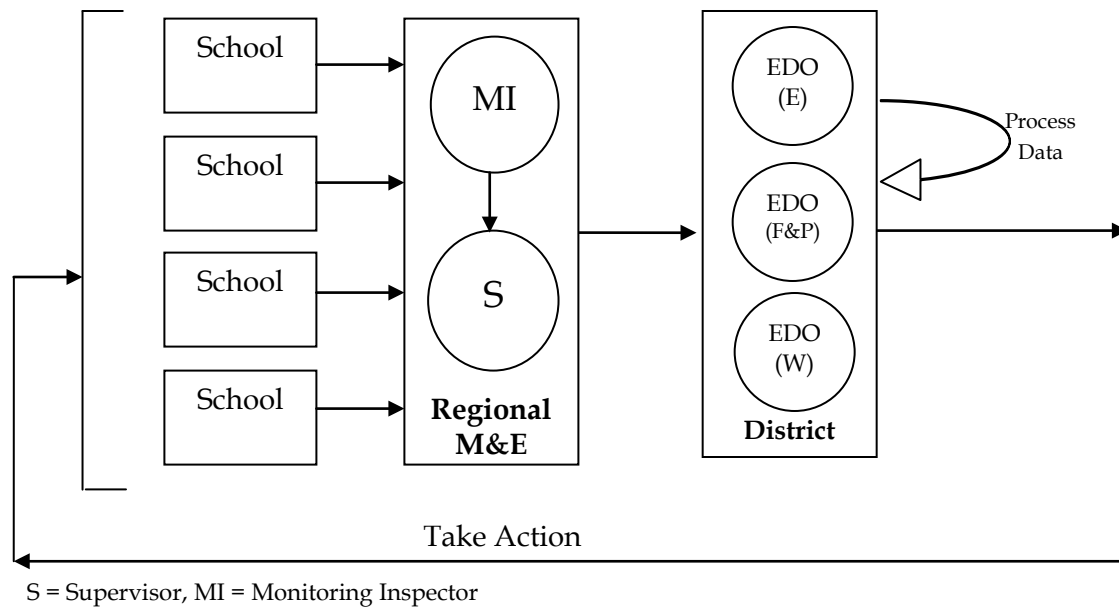 School
School
School
School
MI
S
Regional
M&E
EDO
(E)
EDO
(F&P)
EDO
(W)
District
Process
Data
Take Action
S = Supervisor, MI = Monitoring Inspector